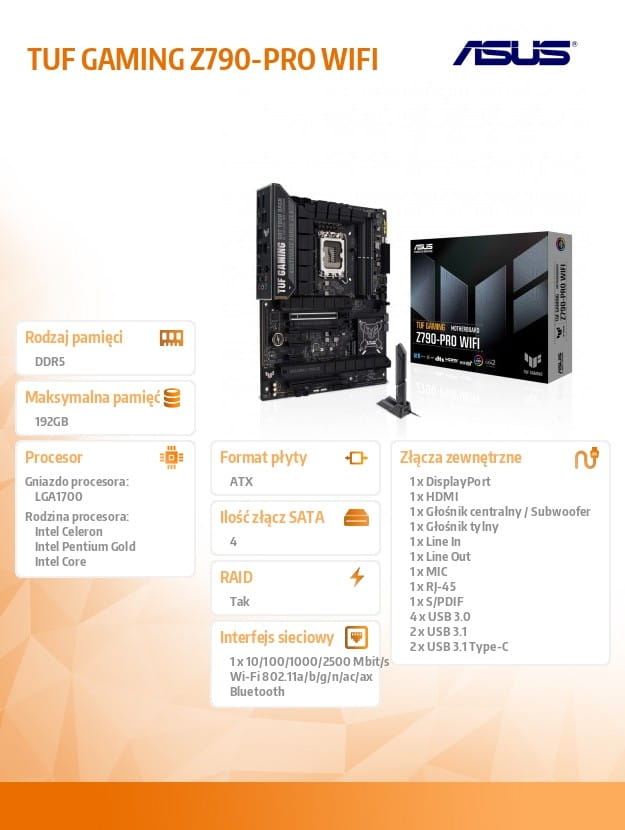 TUF GAMING Z790-PRO WIFI
ASUS
TUF GAMING
ASUS
TUF GAMING MOTHERBOARD
Z790-PRO WIFI
Z790-PRO WIFI
dts HDMI
TUF GAMING
Rodzaj pamięci
DDR5
Maksymalna pamięć
192GB
Procesor
Gniazdo procesora:
LGA1700
Rodzina procesora:
Intel Celeron
Intel Pentium Gold
Intel Core
Format płyty
ATX
Ilość złącz SATA
4
RAID
Tak
Interfejs sieciowy
1 x 10/100/1000/2500 Mbit/s
Wi-Fi 802.11a/b/g/n/ac/ax
Bluetooth
Złącza zewnętrzne
1 x DisplayPort
1 x HDMI
1 x Głośnik centralny / Subwoofer
1 x Głośnik tylny
1 x Line In
1 x Line Out
1 x MIC
1 x RJ-45
1 x S/PDIF
4 x USB 3.0
2 x USB 3.1
2 x USB 3.1 Type-C